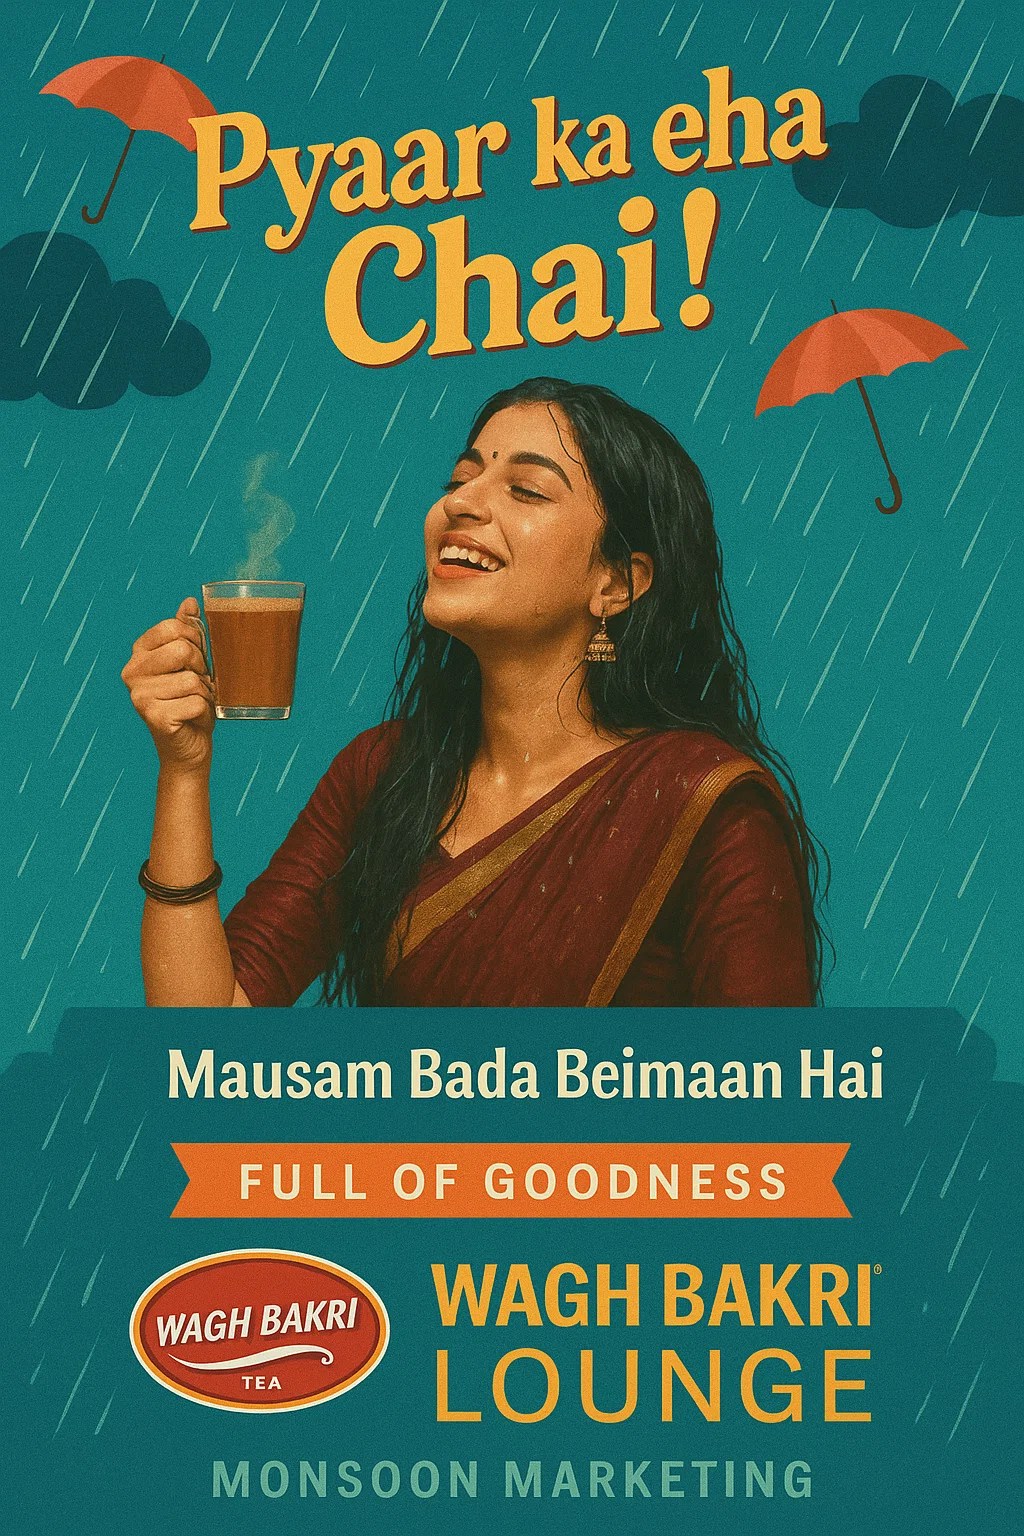 Pyaar ka eha
Chai!
Mausam Bada Beimaan Hai
FULL OF GOODNESS
WAGH BAKRI
TEA
WAGH BAKRI®
LOUNGE
MONSOON MARKETING